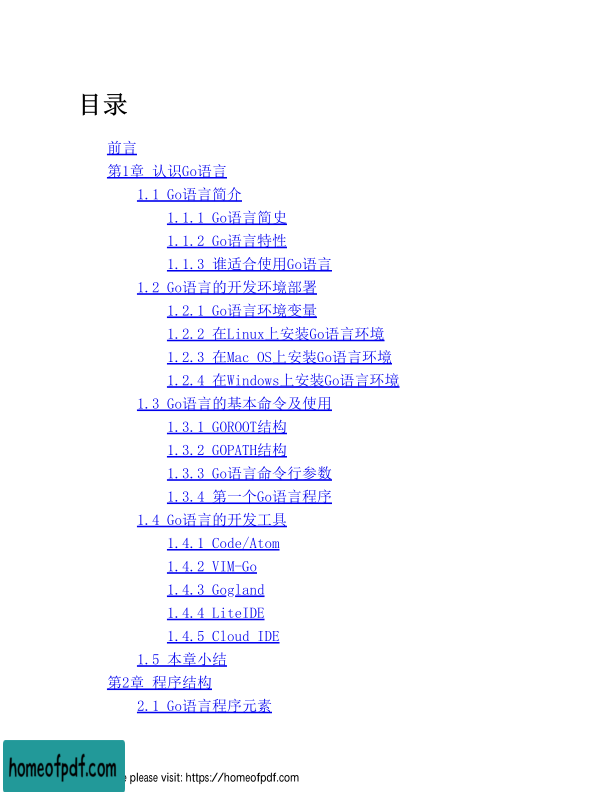 目录
前言
第1章 认识Go语言
1.1 Go语言简介
1.1.1 Go语言简史
1.1.2 Go语言特性
1.1.3 谁适合使用Go语言
1.2 Go语言的开发环境部署
1.2.1 Go语言环境变量
1.2.2 在Linux上安装Go语言环境
1.2.3 在Mac OS上安装Go语言环境
1.2.4 在Windows上安装Go语言环境
1.3 Go语言的基本命令及使用
1.3.1 GOROOT结构
1.3.2 GOPATH结构
1.3.3 Go语言命令行参数
1.3.4 第一个Go语言程序
1.4 Go语言的开发工具
1.4.1 Code/Atom
1.4.2 VIM-Go
1.4.3 Gogland
1.4.4 LiteIDE
1.4.5 Cloud IDE
1.5 本章小结
第2章 程序结构
2.1 Go语言程序元素
homeofpdf.com
please visit: https://homeofpdf.com